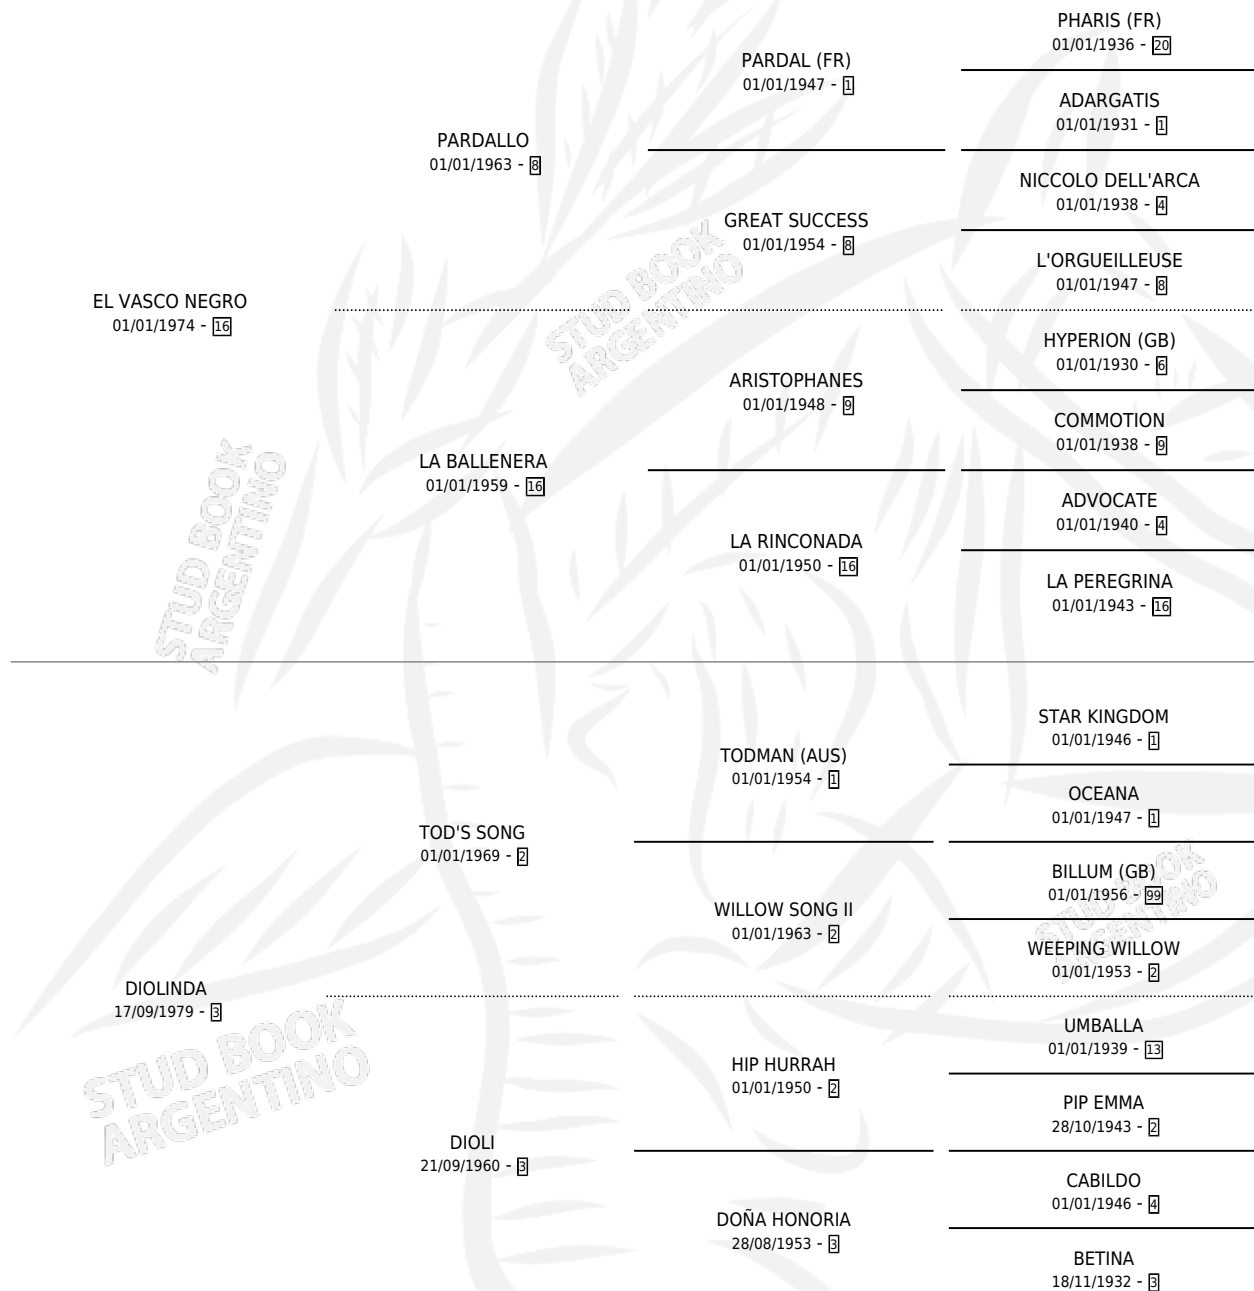 PHARIS (FR)
01/01/1936 - 20
PARDAL (FR)
01/01/1947 - 1
ADARGATIS
01/01/1931 - 1
PARDALLO
01/01/1963 - 8
NICCOLO DELL'ARCA
01/01/1938 - 4
GREAT SUCCESS
01/01/1954 - 8
L'ORGUEILLEUSE
01/01/1947 - 8
EL VASCO NEGRO
01/01/1974 - 16
HYPERION (GB)
01/01/1930 - 6
ARISTOPHANES
01/01/1948 - 9
COMMOTION
01/01/1938 - 9
LA BALLENERA
01/01/1959 - 16
ADVOCATE
01/01/1940 - 4
LA RINCONADA
01/01/1950 - 16
LA PEREGRINA
01/01/1943 - 16
STAR KINGDOM
01/01/1946 - 1
TODMAN (AUS)
01/01/1954 - 1
OCEANA
01/01/1947 - 1
TOD'S SONG
01/01/1969 - 2
BILLUM (GB)
01/01/1956 - 99
WILLOW SONG II
01/01/1963 - 2
WEEPING WILLOW
01/01/1953 - 2
DIOLINDA
17/09/1979 - 3
UMBALLA
01/01/1939 - 13
HIP HURRAH
01/01/1950 - 2
PIP EMMA
28/10/1943 - 2
DIOLI
21/09/1960 - 3
CABILDO
01/01/1946 - 4
DOÑA HONORIA
28/08/1953 - 3
BETINA
18/11/1932 - 3
STUD BOOK
ARGENTINO
STUD BOOK
ARGENTINO
STUD BOOK
ARGENTINO
STUD BOOK
ARGENTINO